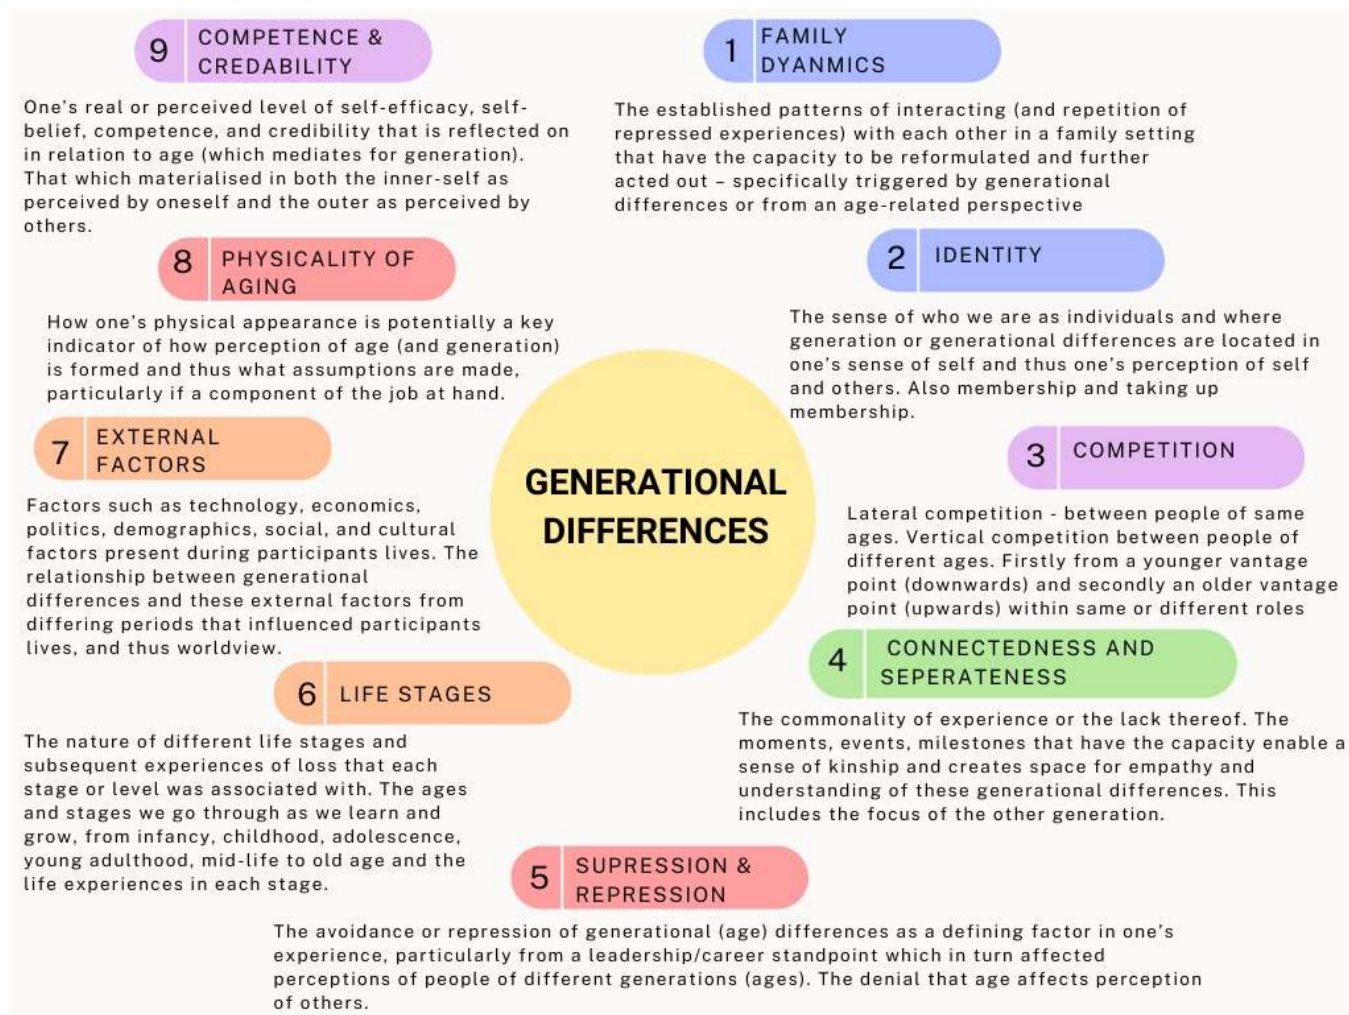 GENERATIONAL
DIFFERENCES
1
FAMILY
DYANMICS
The established patterns of interacting (and repetition of
repressed experiences) with each other in a family setting
that have the capacity to be reformulated and further
acted out – specifically triggered by generational
differences or from an age-related perspective
2
IDENTITY
The sense of who we are as individuals and where
generation or generational differences are located in
one's sense of self and thus one's perception of self
and others. Also membership and taking up
membership.
3
COMPETITION
Lateral competition - between people of same
ages. Vertical competition between people of
different ages. Firstly from a younger vantage
point (downwards) and secondly an older vantage
point (upwards) within same or different roles
4
CONNECTEDNESS AND
SEPERATENESS
The commonality of experience or the lack thereof. The
moments, events, milestones that have the capacity enable a
sense of kinship and creates space for empathy and
understanding of these generational differences. This
includes the focus of the other generation.
5
SUPRESSION &
REPRESSION
The avoidance or repression of generational (age) differences as a defining factor in one's
experience, particularly from a leadership/career standpoint which in turn affected
perceptions of people of different generations (ages). The denial that age affects perception
of others.
6
LIFE STAGES
The nature of different life stages and
subsequent experiences of loss that each
stage or level was associated with. The ages
and stages we go through as we learn and
grow, from infancy, childhood, adolescence,
young adulthood, mid-life to old age and the
life experiences in each stage.
7
EXTERNAL
FACTORS
Factors such as technology, economics,
politics, demographics, social, and cultural
factors present during participants lives. The
relationship between generational
differences and these external factors from
differing periods that influenced participants
lives, and thus worldview.
8
PHYSICALITY OF
AGING
How one's physical appearance is potentially a key
indicator of how perception of age (and generation)
is formed and thus what assumptions are made,
particularly if a component of the job at hand.
9
COMPETENCE &
CREDABILITY
One's real or perceived level of self-efficacy, self-
belief, competence, and credibility that is reflected on
in relation to age (which mediates for generation).
That which materialised in both the inner-self as
perceived by oneself and the outer as perceived by
others.